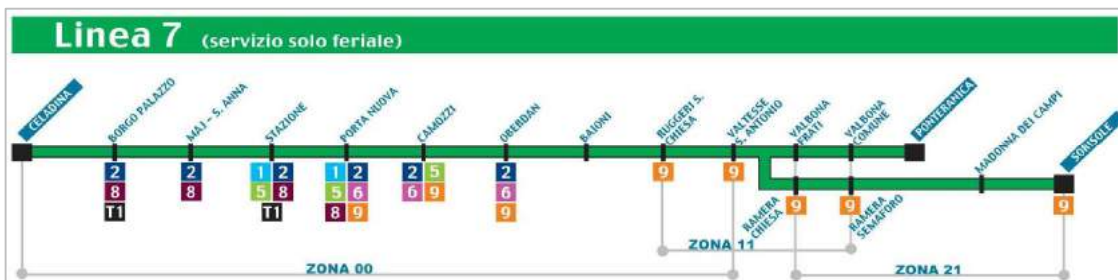 Linea 7 (servizio solo feriale)
CELADINA
BORGO PALAZZO
MAJ - S. ANNA
STAZIONE
PORTA NUOVA
CAMOZZI
OBERDAN
BAIONI
RUGGERI S.
CHIESA
VALTESSE
S. ANTONIO
VALBONA
PRATI
VALBONA
COMUNE
PONTERANICA
MADONNA DEI CAMPI
SORISOLE
2
8
T1
2
8
1 2
5 8
T1
1 2
5 6
8 9
2 5
6 9
2
6
9
9
9
RAMERA
CHIESA
9
RAMERA
SEMAFORO
9
9
ZONA 11
ZONA 00
ZONA 21